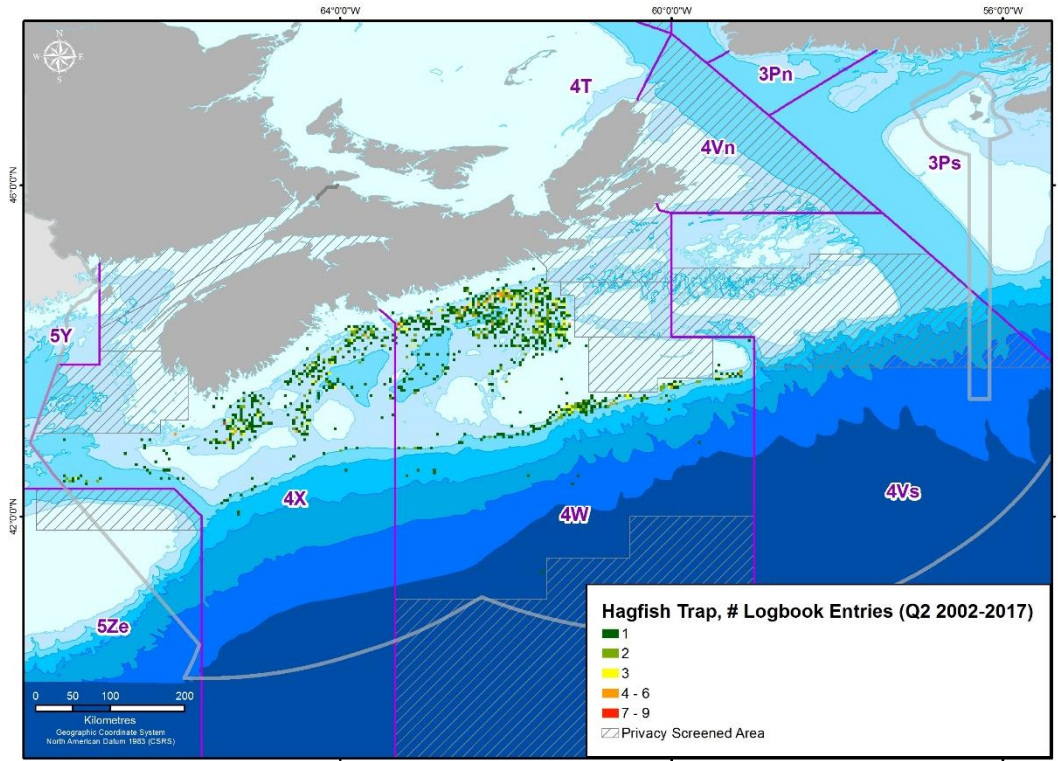 64°0'0"W 60°0'0"W 56°0'0"W
N
W E
S
4T
3Pn
4Vn
3Ps
46°0'0"N
5Y
4X
4W
4Vs
42°0'0"N
5Ze
0 50 100 200
Kilometres
Geographic Coordinate System
North American Datum 1983 (CSRS)
Hagfish Trap, # Logbook Entries (Q2 2002-2017)
1
2
3
4 - 6
7 - 9
Privacy Screened Area